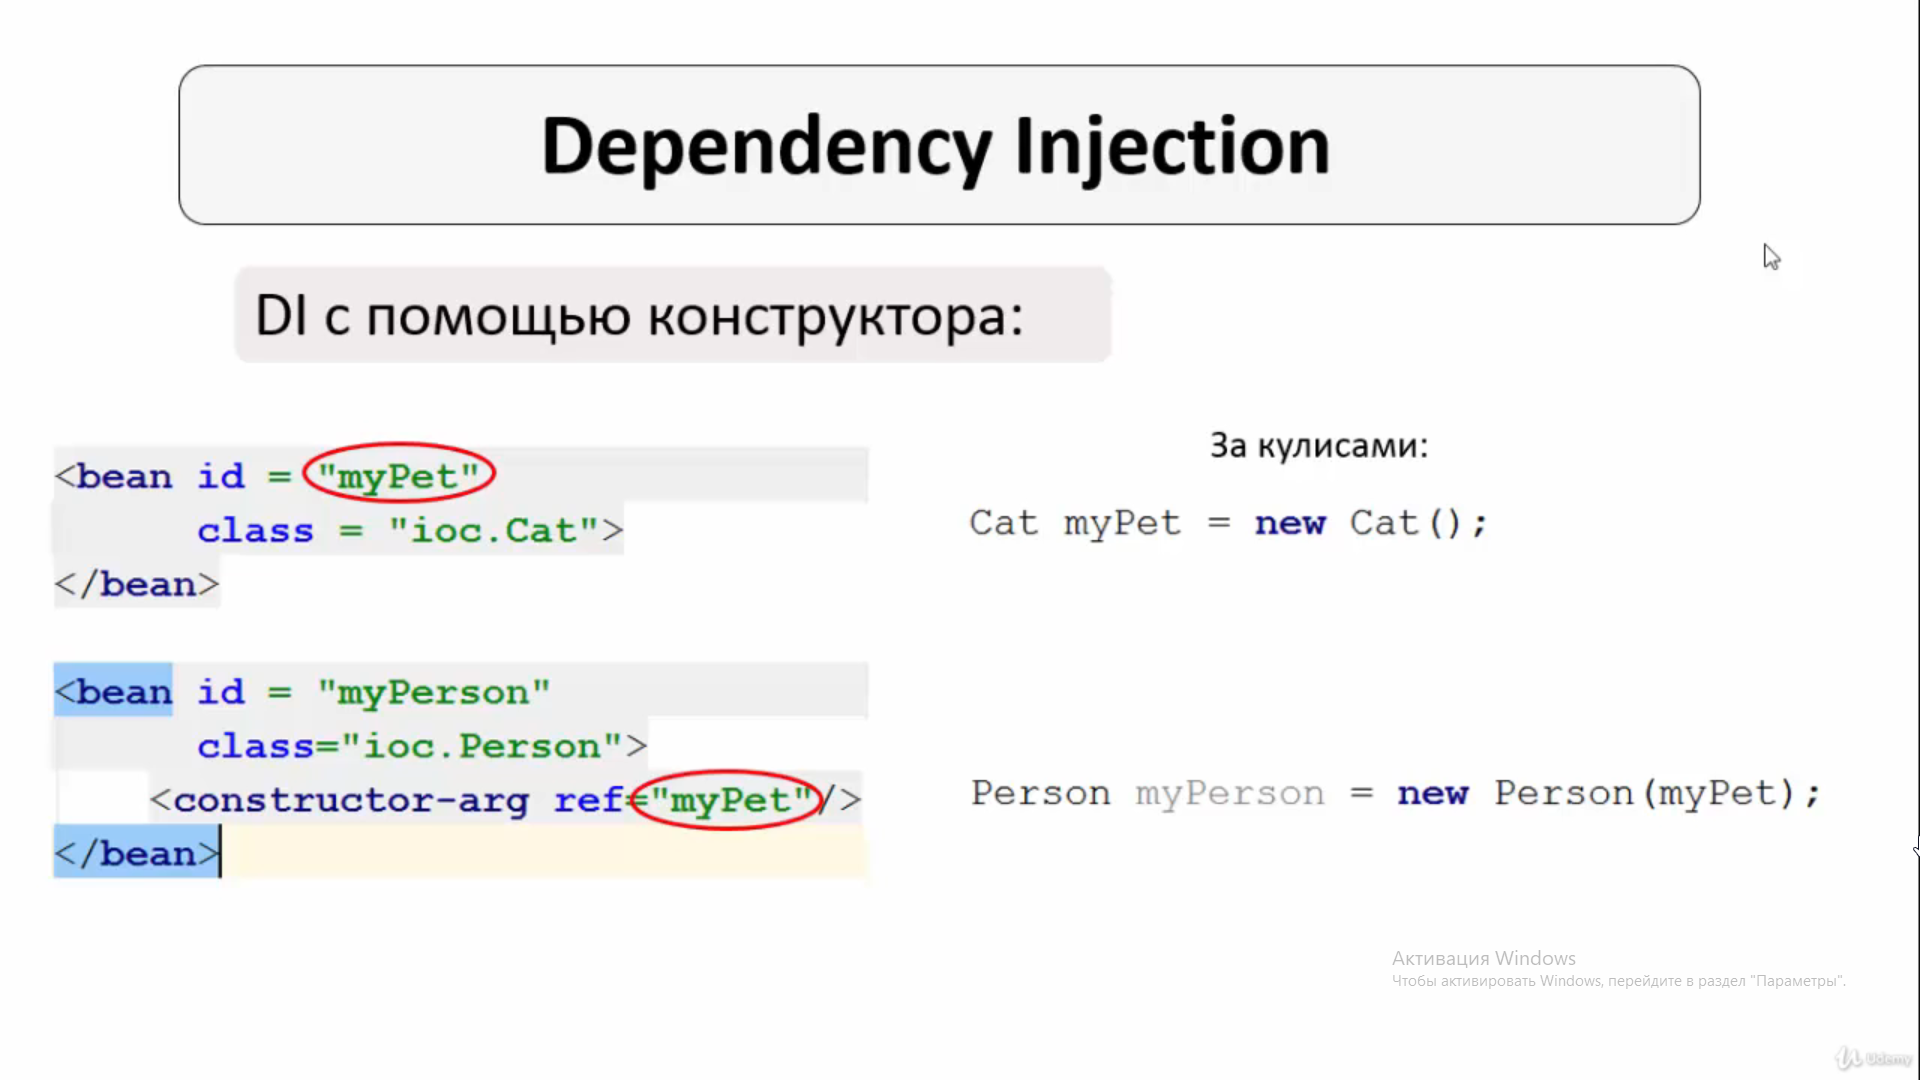 Dependency Injection
DI с помощью конструктора:
<bean id = "myPet"
class = "ioc.Cat">
</bean>
<bean id = "myPerson"
class="ioc.Person">
<constructor-arg ref="myPet"/>
</bean>
За кулисами:
Cat myPet = new Cat();
Person myPerson = new Person(myPet);
Активация Windows
Чтобы активировать Windows, перейдите в раздел "Параметры".
Udemy